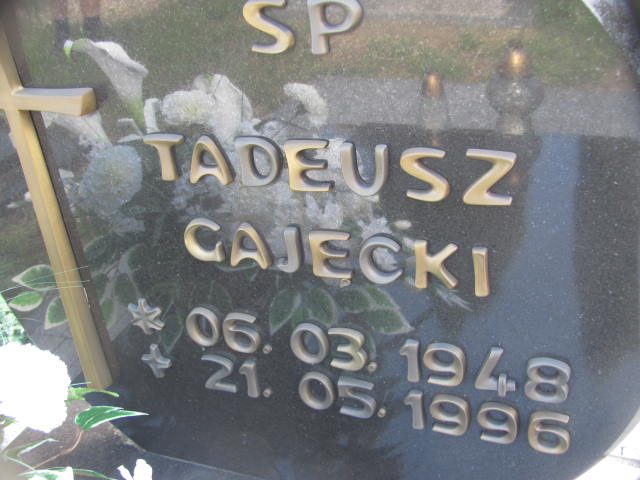 SP
TADEUSZ
GAJĘCKI
* 06. 03. 1948
* 21. 05. 1996